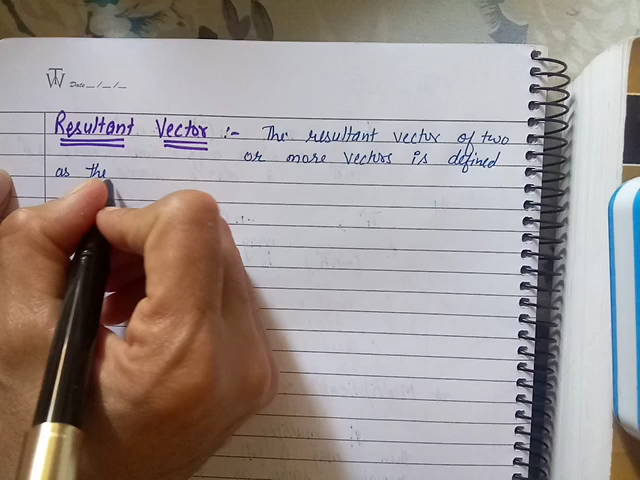 W Date __/__/__
Resultant Vector :- The resultant vector of two
or more vectors is defined
as the